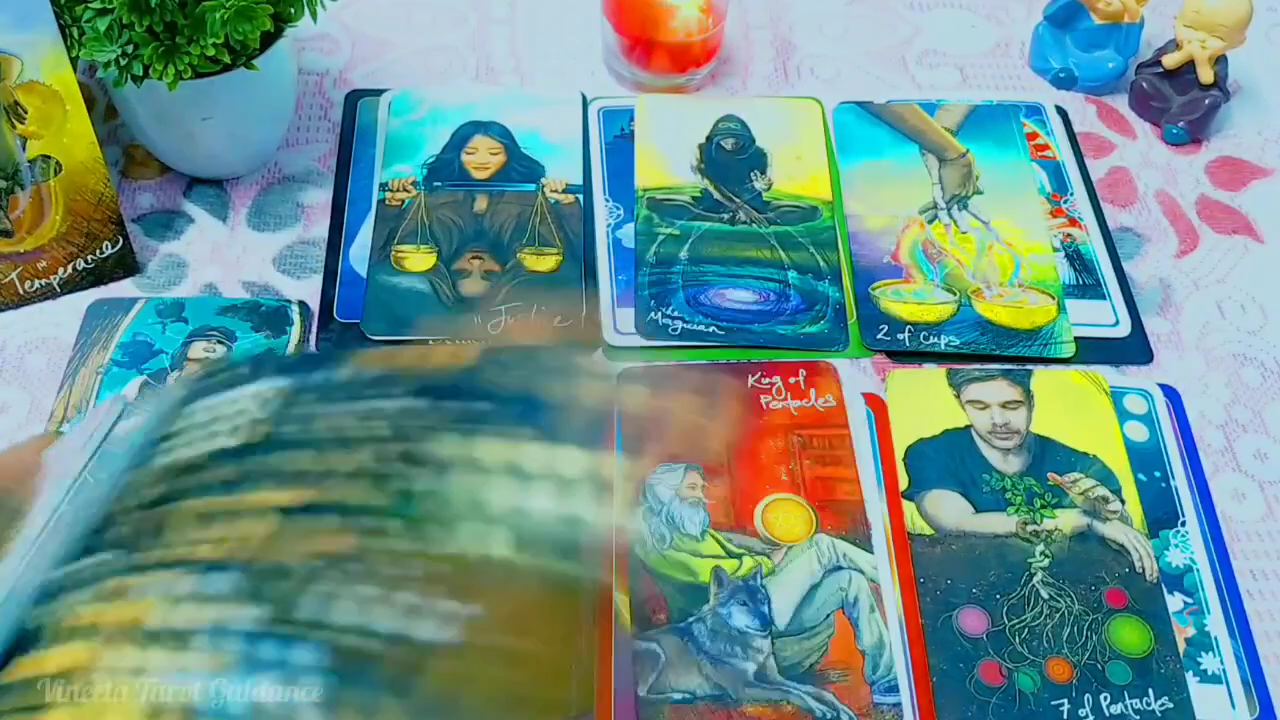 "Temperance"
"Justice
"the
Magician
2 of Cups
King of
Pentacles
7 of Pentacles
Vineeta Tarot Guidance